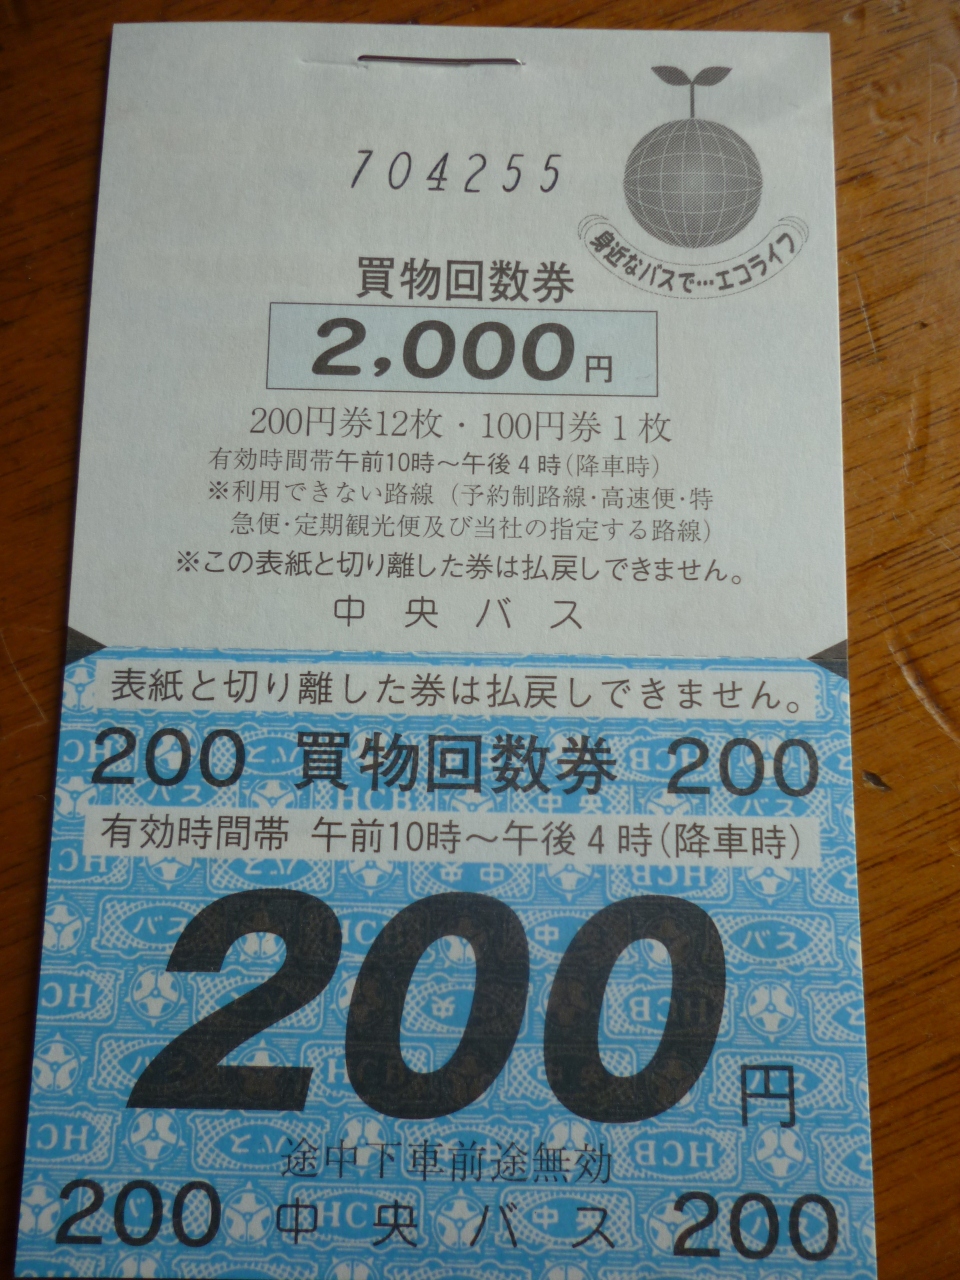 704255
身近なバスで…エコライフ
買物回数券
2,000円
200円券12枚・100円券1枚
有効時間帯午前10時～午後4時(降車時)
※利用できない路線(予約制路線・高速便・特
急便・定期観光便及び当社の指定する路線)
※この表紙と切り離した券は払戻しできません。
中央バス
表紙と切り離した券は払戻しできません。
200 買物回数券 200
有効時間帯 午前10時～午後4時(降車時)
200円
途中下車前途無効
200 中央バス 200